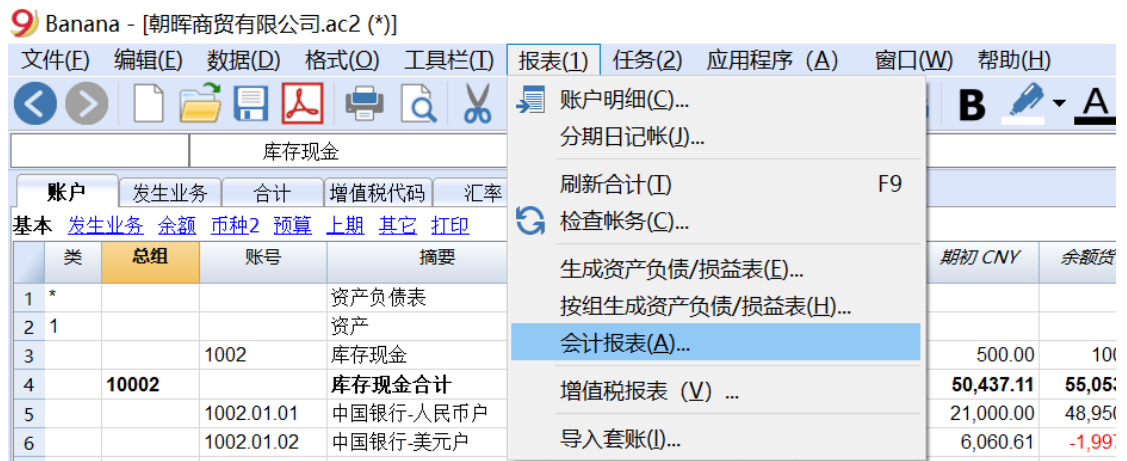 Banana - [朝晖商贸有限公司.ac2 (*)]
文件(F) 编辑(E) 数据(D) 格式(O) 工具栏(T) 报表(1) 任务(2) 应用程序 (A) 窗口(W) 帮助(H)
账户明细(C)...
B A
分期日记帐(J)...
库存现金
刷新合计(T) F9
账户 发生业务 合计 增值税代码 汇率
检查帐务(C)...
基本 发生业务 余额 币种2 预算 上期 其它 打印
类 总组 账号 摘要 期初 CNY 余额货
生成资产负债/损益表(E)...
1 * 资产负债表
按组生成资产负债/损益表(H)...
2 1 资产
会计报表(A)...
3 1002 库存现金 500.00 100
4 10002 库存现金合计 50,437.11 55,053
增值税报表 (V) ...
5 1002.01.01 中国银行-人民币户 21,000.00 48,950
导入套账(I)...
6 1002.01.02 中国银行-美元户 6,060.61 -1,997